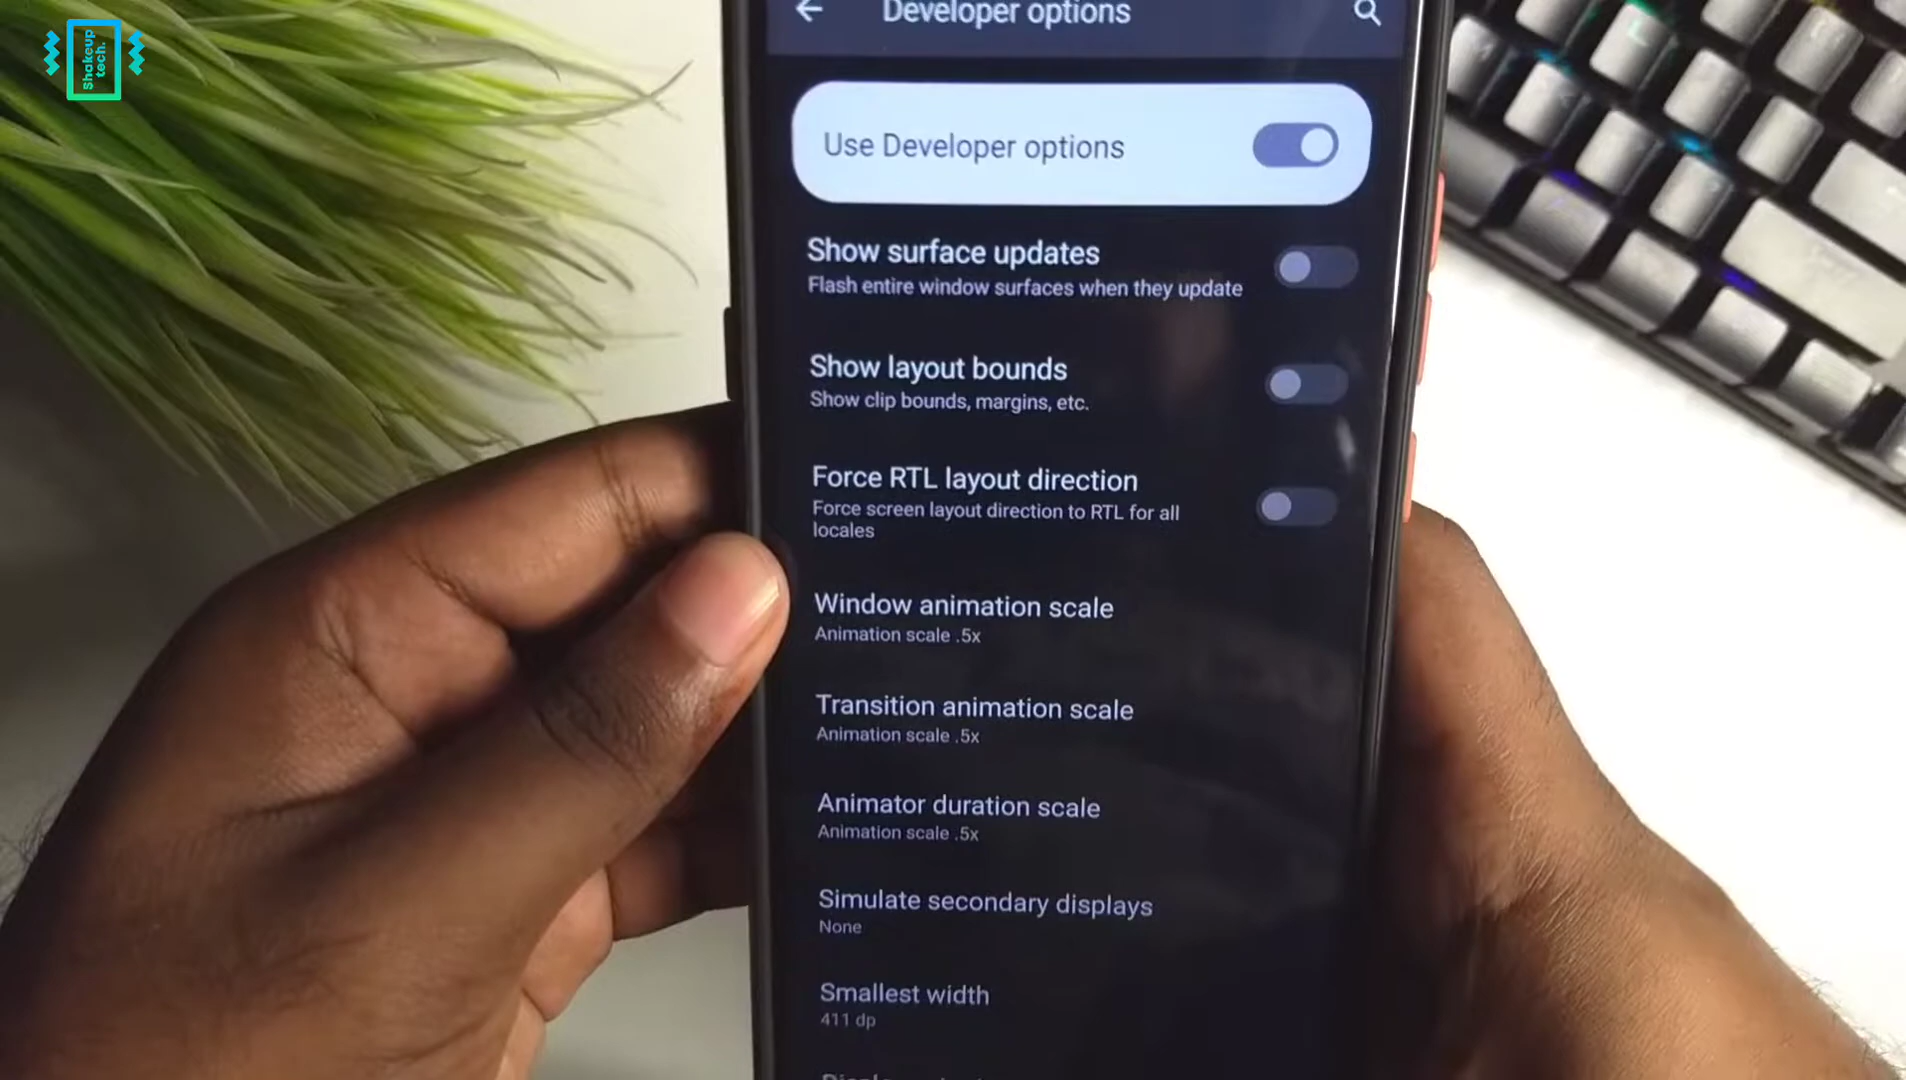 Shakeup
tech.
Developer options
Use Developer options
Show surface updates
Flash entire window surfaces when they update
Show layout bounds
Show clip bounds, margins, etc.
Force RTL layout direction
Force screen layout direction to RTL for all
locales
Window animation scale
Animation scale .5x
Transition animation scale
Animation scale .5x
Animator duration scale
Animation scale .5x
Simulate secondary displays
None
Smallest width
411 dp